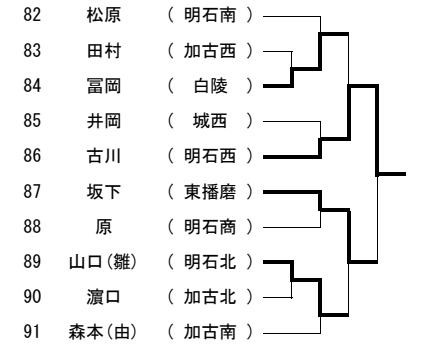 82 松原 ( 明石南 )
83 田村 ( 加古西 )
84 冨岡 ( 白陵 )
85 井岡 ( 城西 )
86 古川 ( 明石西 )
87 坂下 ( 東播磨 )
88 原 ( 明石商 )
89 山口(雛) ( 明石北 )
90 濵口 ( 加古北 )
91 森本(由) ( 加古南 )